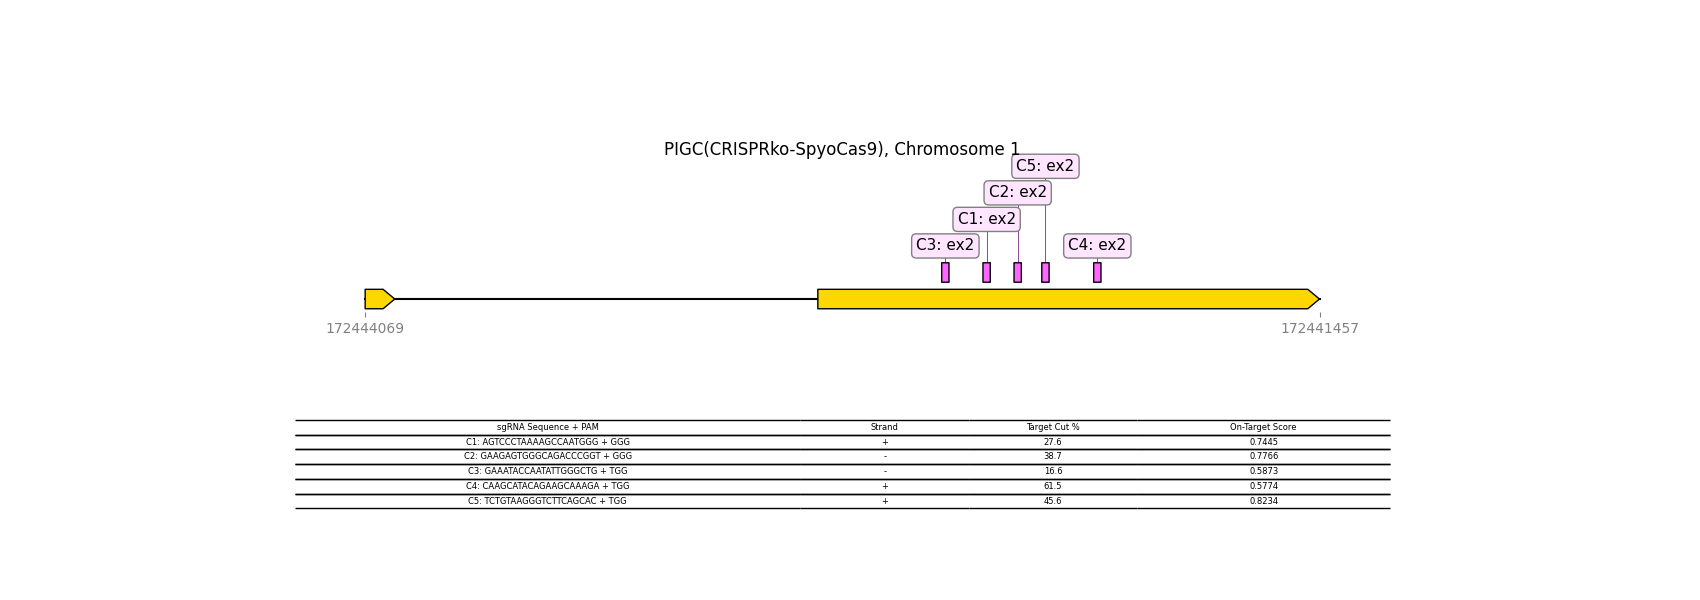 PIGC(CRISPRko-SpyoCas9), Chromosome 1
C5: ex2
C2: ex2
C1: ex2
C3: ex2
C4: ex2
172444069
172441457
sgRNA Sequence + PAM Strand Target Cut % On-Target Score
C1: AGTCCCTAAAAGCCAATGGG + GGG + 27.6 0.7445
C2: GAAGAGTGGGCAGACCCGGT + GGG - 38.7 0.7766
C3: GAAATACCAATATTGGGCTG + TGG - 16.6 0.5873
C4: CAAGCATACAGAAGCAAAGA + TGG + 61.5 0.5774
C5: TCTGTAAGGGTCTTCAGCAC + TGG + 45.6 0.8234